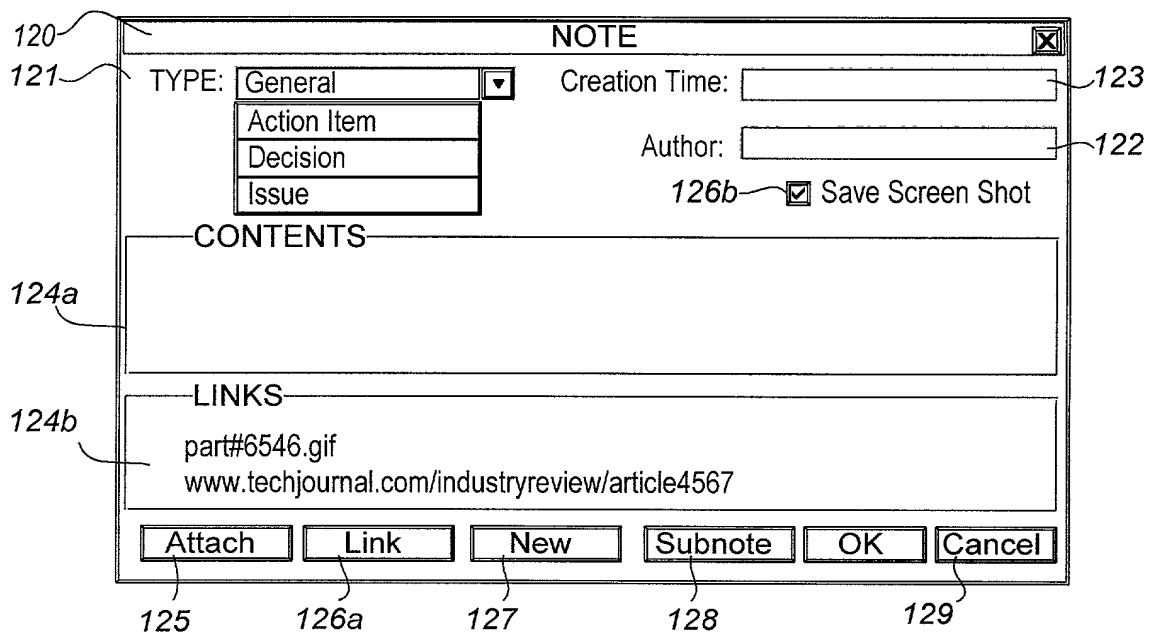 120 NOTE
121 TYPE: General Creation Time: 123
Action Item
Decision Author: 122
Issue 126b Save Screen Shot
CONTENTS
124a
LINKS
124b
part#6546.gif
www.techjournal.com/industryreview/article4567
Attach Link New Subnote OK Cancel
125 126a 127 128 129